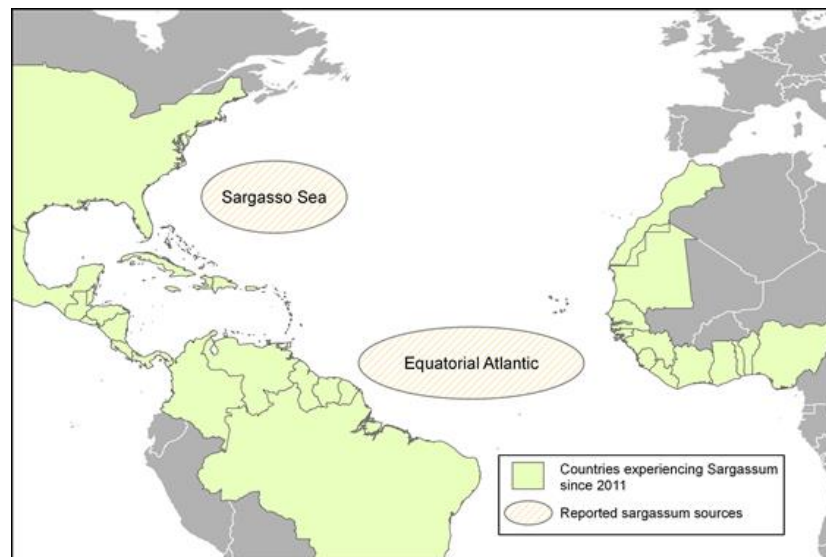 Sargasso Sea
Equatorial Atlantic
Countries experiencing Sargassum
since 2011
Reported sargassum sources